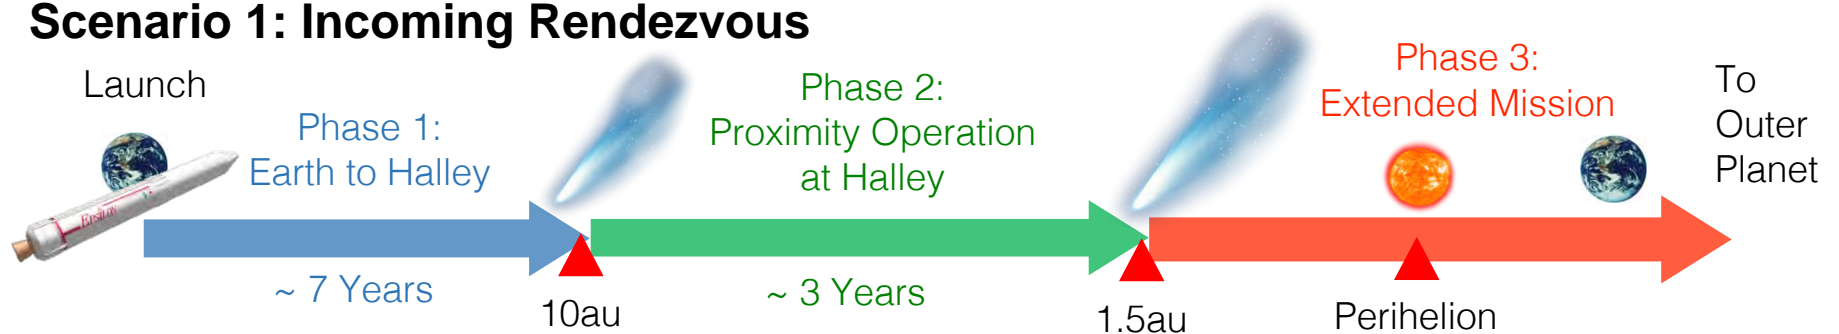 Scenario 1: Incoming Rendezvous
Launch
Phase 1:
Earth to Halley
Phase 2:
Proximity Operation
at Halley
Phase 3:
Extended Mission
To
Outer
Planet
Epsilon
~ 7 Years
10au
~ 3 Years
1.5au
Perihelion